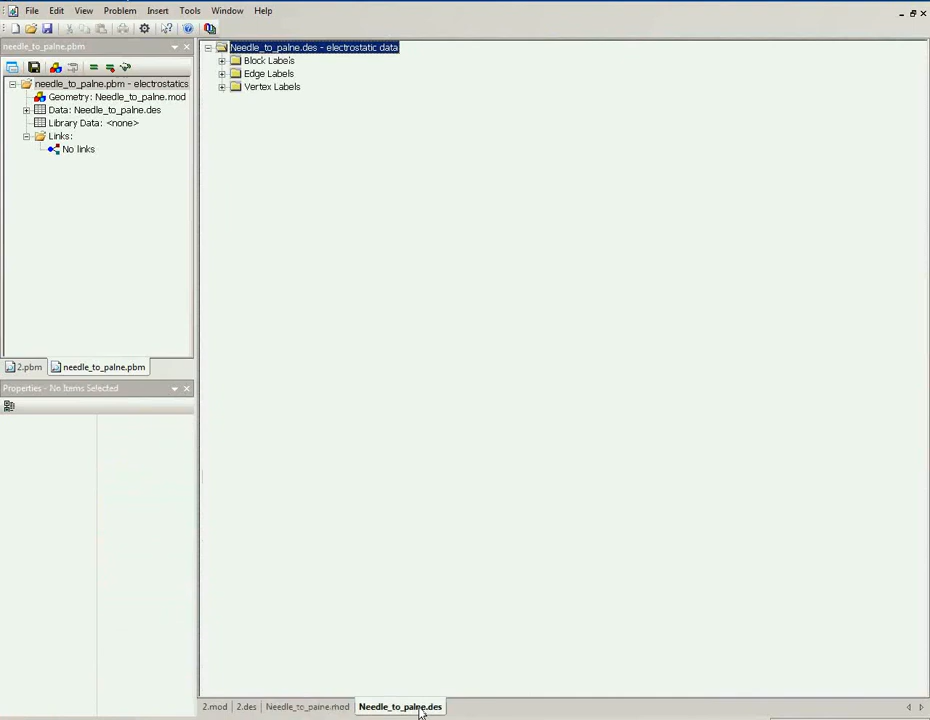 File Edit View Problem Insert Tools Window Help
needle_to_palne.pbm
needle_to_palne.pbm - electrostatics
Geometry: Needle_to_palne.mod
Data: Needle_to_palne.des
Library Data: <none>
Links:
No links
2.pbm needle_to_palne.pbm
Properties - No Items Selected
Needle_to_palne.des - electrostatic data
Block Labels
Edge Labels
Vertex Labels
2.mod 2.des Needle_to_palne.mod Needle_to_palne.des